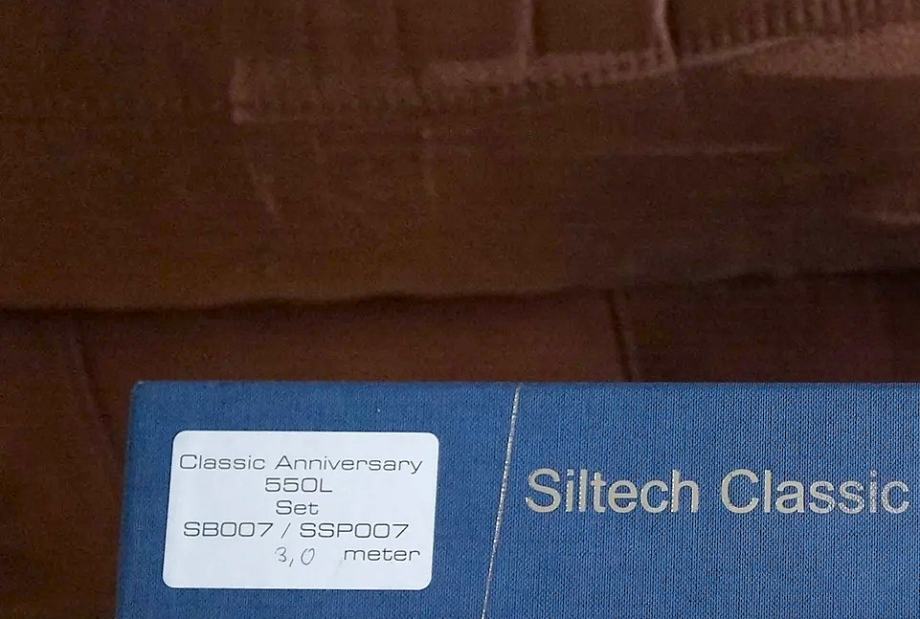 Classic Anniversary
550L
Set
SB007 / SSP007
3,0 meter
Siltech Classic